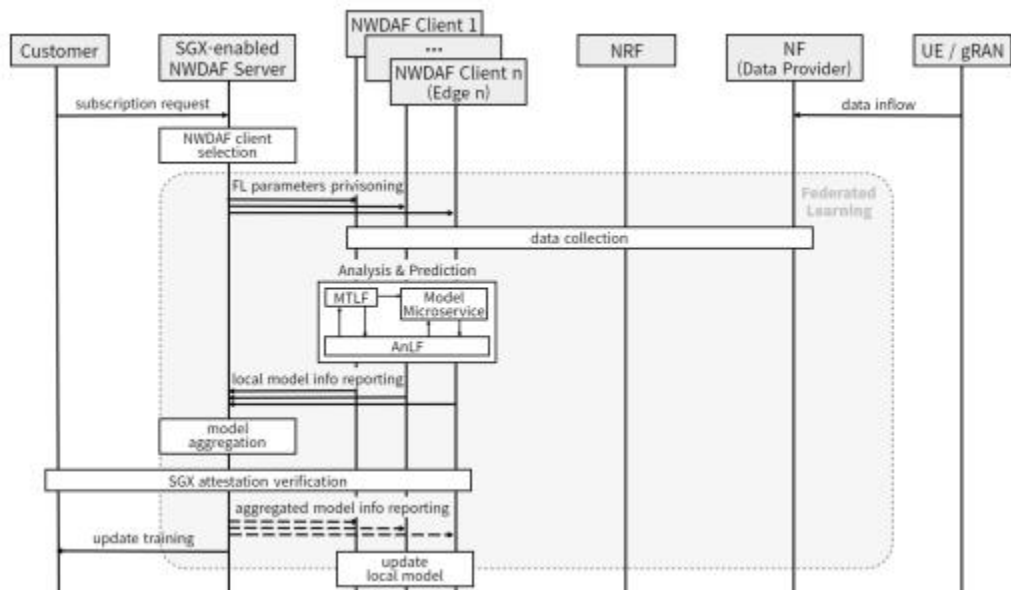 Customer
SGX-enabled
NWDAF Server
NWDAF Client 1
...
NWDAF Client n
(Edge n)
NRF
NF
(Data Provider)
UE / gRAN
subscription request
data inflow
NWDAF client
selection
FL parameters privisoning
Federated
Learning
data collection
Analysis & Prediction
MTLF
Model
Microservice
AnLF
local model info reporting
model
aggregation
SGX attestation verification
aggregated model info reporting
update training
update
local model